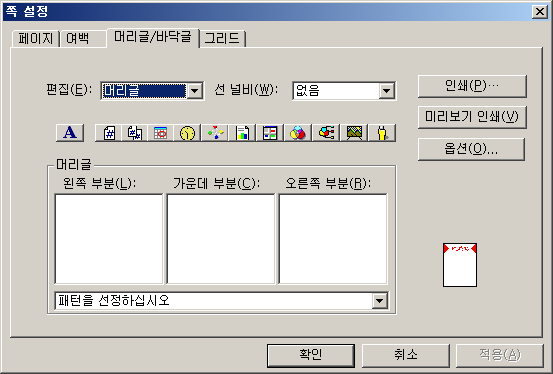 쪽 설정
페이지 여백 머리글/바닥글 그리드
편집(E): 머리글 선 널비(W): 없음
인쇄(P)...
미리보기 인쇄(V)
옵션(O)...
A
머리글
왼쪽 부분(L): 가운데 부분(C): 오른쪽 부분(R):
패턴을 선정하십시오
확인 취소 적용(A)